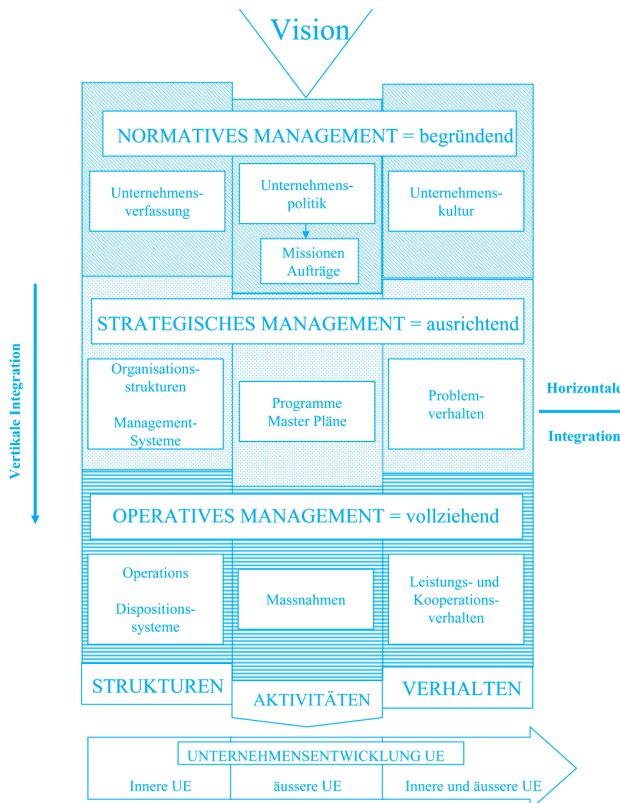 Vision
NORMATIVES MANAGEMENT = begründend
Unternehmens-
verfassung
Unternehmens-
politik
Unternehmens-
kultur
Missionen
Aufträge
STRATEGISCHES MANAGEMENT = ausrichtend
Organisations-
strukturen
Management-
Systeme
Programme
Master Pläne
Problem-
verhalten
Vertikale Integration
Horizontale
Integration
OPERATIVES MANAGEMENT = vollziehend
Operations
Dispositions-
systeme
Massnahmen
Leistungs- und
Kooperations-
verhalten
STRUKTUREN
AKTIVITÄTEN
VERHALTEN
UNTERNEHMENSENTWICKLUNG UE
Innere UE
äussere UE
Innere und äussere UE